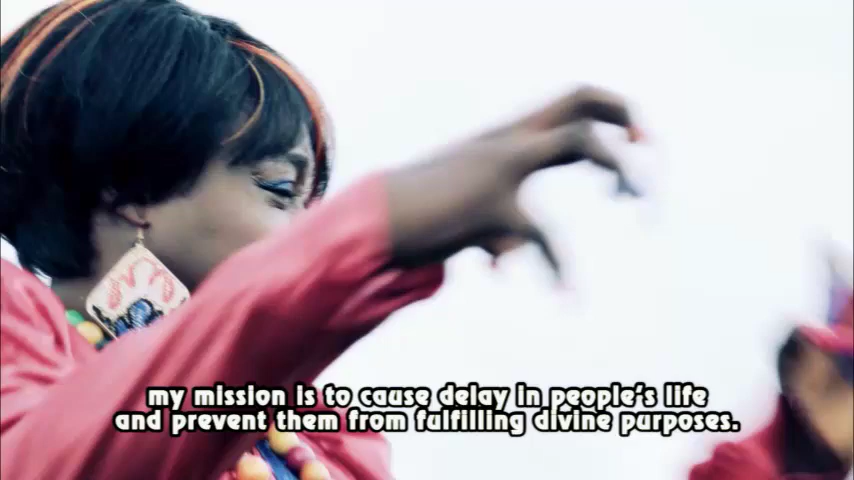 my mission is to cause delay in people's life
and prevent them from fulfilling divine purposes.